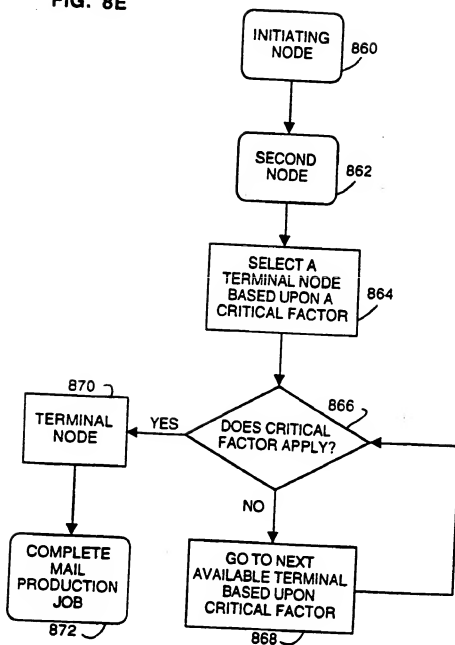 FIG. 8E
INITIATING
NODE
860
SECOND
NODE
862
SELECT A
TERMINAL NODE
BASED UPON A
CRITICAL FACTOR
864
866
DOES CRITICAL
FACTOR APPLY?
YES
870
TERMINAL
NODE
NO
COMPLETE
MAIL
PRODUCTION
JOB
872
GO TO NEXT
AVAILABLE TERMINAL
BASED UPON
CRITICAL FACTOR
868